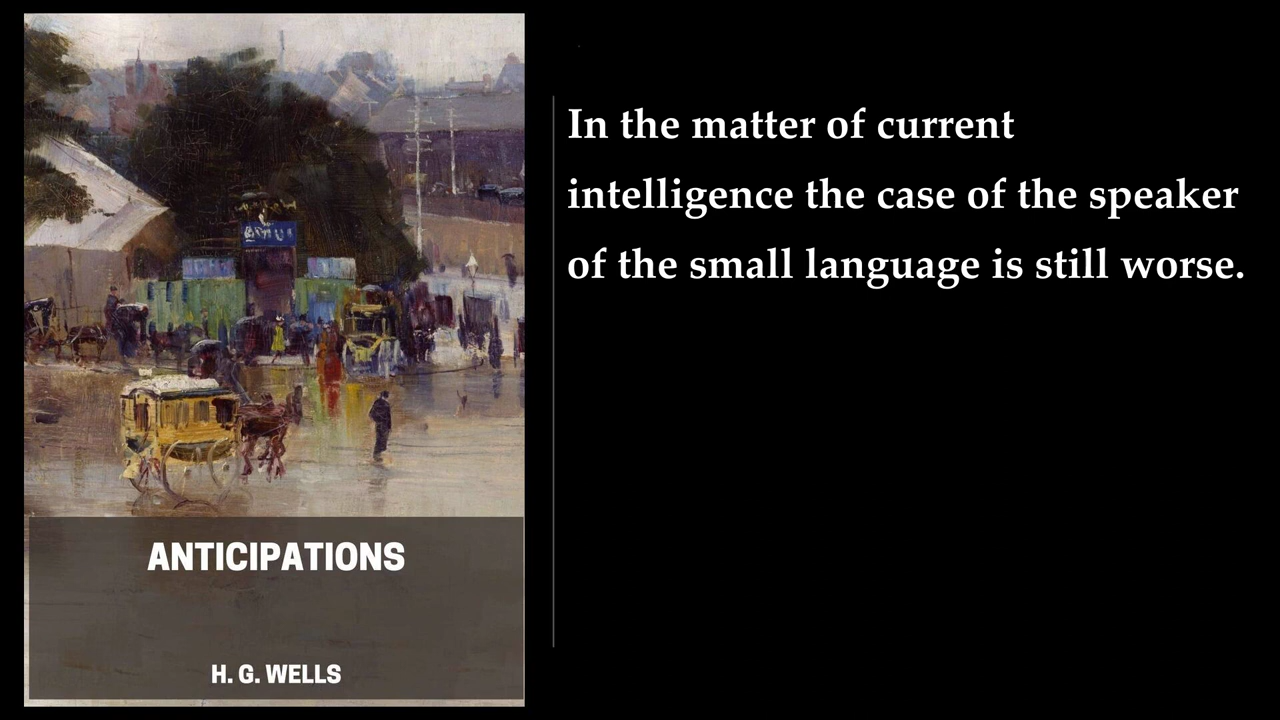 ANTICIPATIONS
H. G. WELLS
In the matter of current
intelligence the case of the speaker
of the small language is still worse.